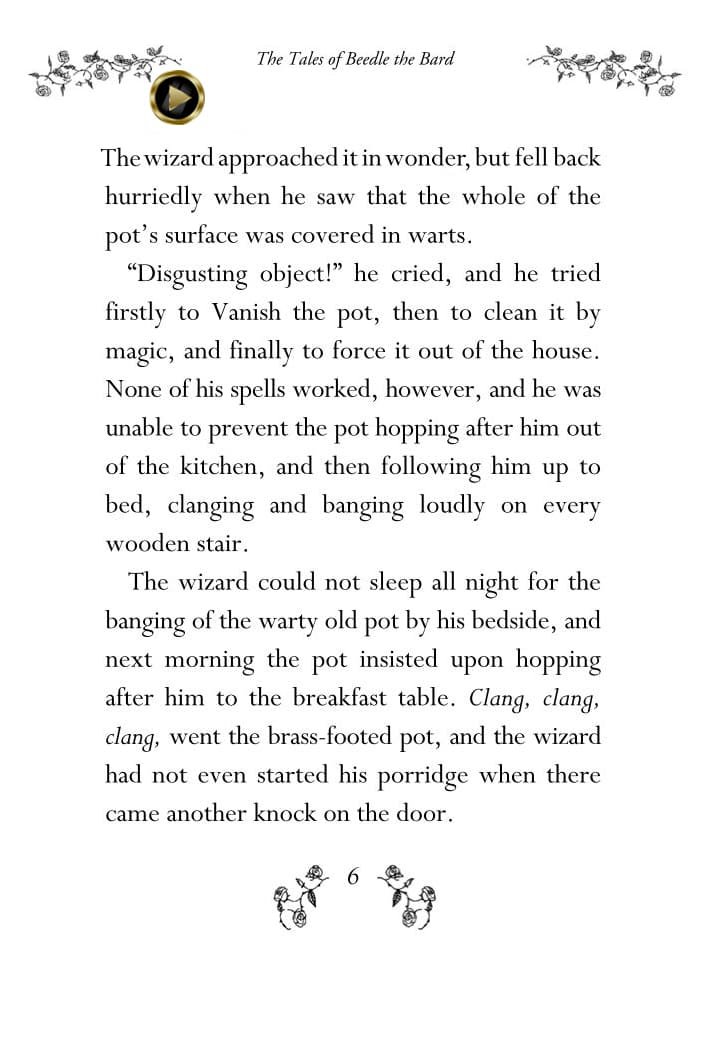 The Tales of Beedle the Bard
The wizard approached it in wonder, but fell back
hurriedly when he saw that the whole of the
pot’s surface was covered in warts.
“Disgusting object!” he cried, and he tried
firstly to Vanish the pot, then to clean it by
magic, and finally to force it out of the house.
None of his spells worked, however, and he was
unable to prevent the pot hopping after him out
of the kitchen, and then following him up to
bed, clanging and banging loudly on every
wooden stair.
The wizard could not sleep all night for the
banging of the warty old pot by his bedside, and
next morning the pot insisted upon hopping
after him to the breakfast table. Clang, clang,
clang, went the brass-footed pot, and the wizard
had not even started his porridge when there
came another knock on the door.
6